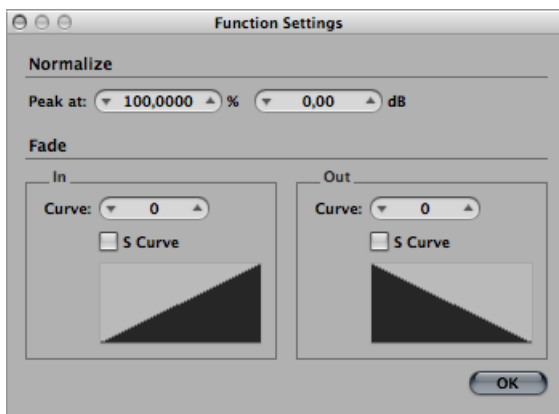 Function Settings
Normalize
Peak at: 100,0000 % 0,00 dB
Fade
In
Curve: 0
S Curve
Out
Curve: 0
S Curve
OK